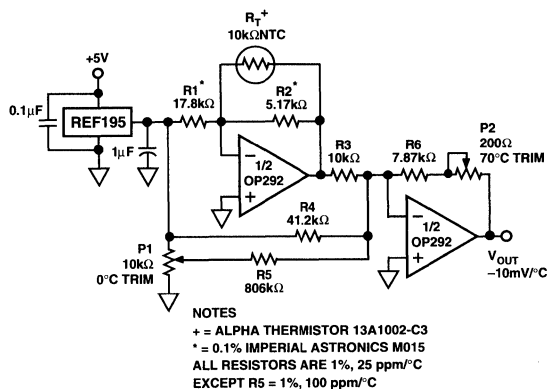 RT+
10kΩNTC
+5V
0.1µF
REF195
1µF
R1*
17.8kΩ
R2*
5.17kΩ
−
+
1/2
OP292
R3
10kΩ
R6
7.87kΩ
P2
200Ω
70°C TRIM
R4
41.2kΩ
P1
10kΩ
0°C TRIM
R5
806kΩ
−
+
1/2
OP292
VOUT
−10mV/°C
NOTES
+ = ALPHA THERMISTOR 13A1002-C3
* = 0.1% IMPERIAL ASTRONICS M015
ALL RESISTORS ARE 1%, 25 ppm/°C
EXCEPT R5 = 1%, 100 ppm/°C